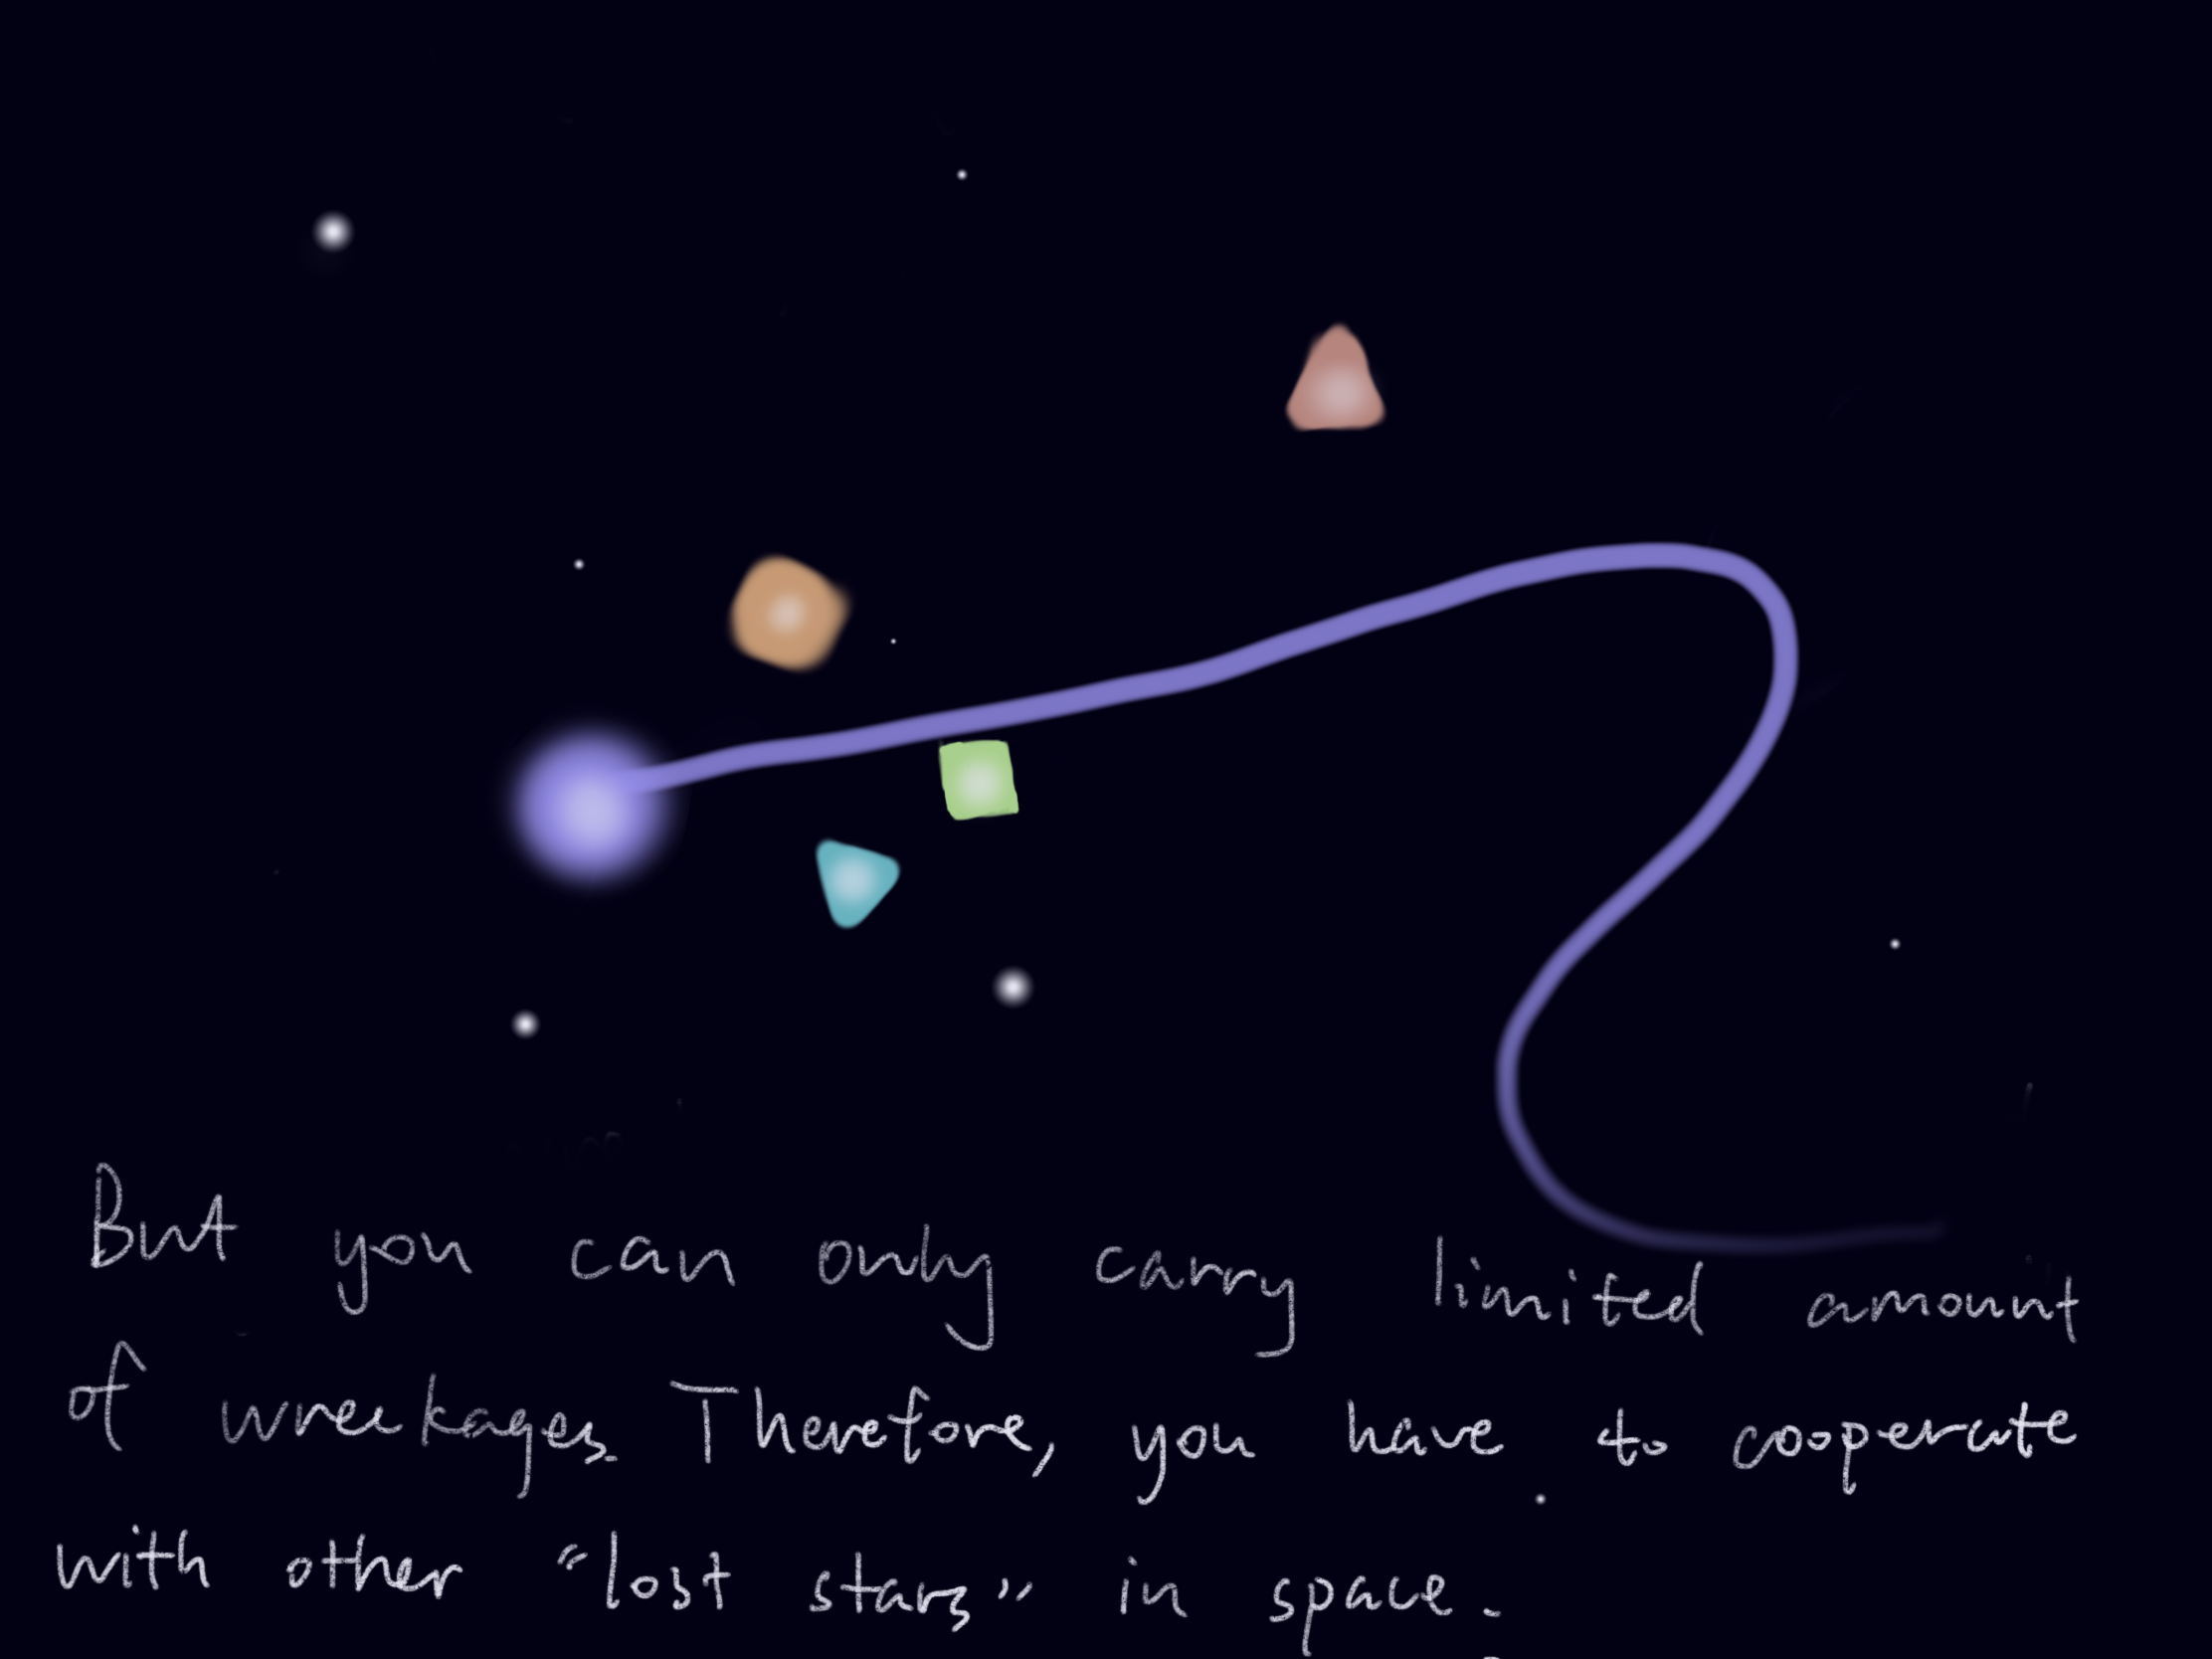 But you can only carry limited amount
of wreckages. Therefore, you have to cooperate
with other "lost stars" in space.